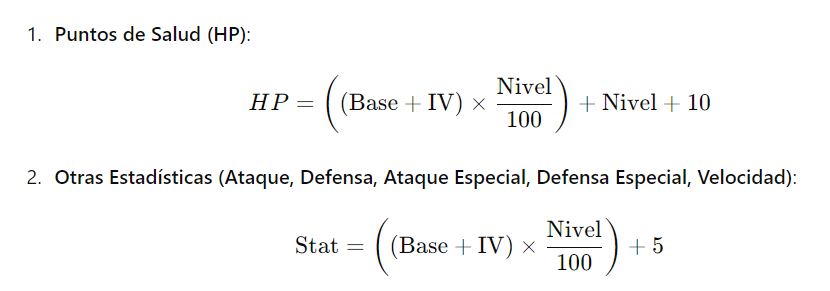 1. Puntos de Salud (HP):
HP = ((Base + IV) × Nivel/100) + Nivel + 10
2. Otras Estadísticas (Ataque, Defensa, Ataque Especial, Defensa Especial, Velocidad):
Stat = ((Base + IV) × Nivel/100) + 5